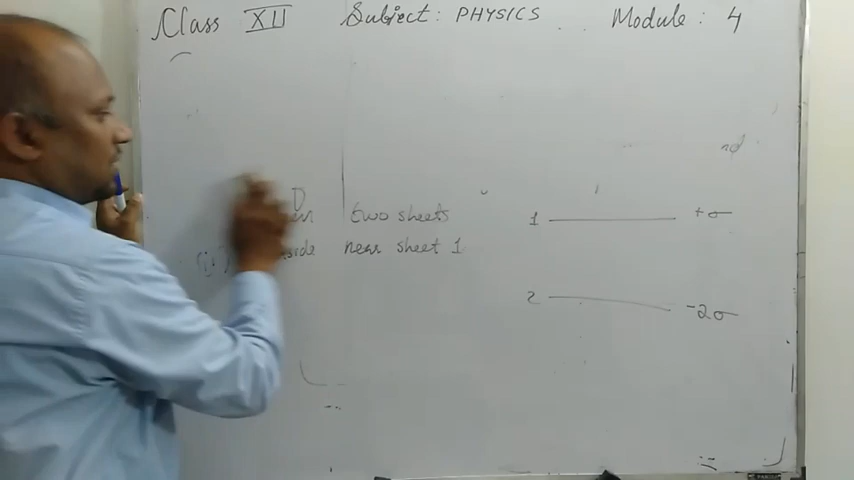 Class XII Subject: PHYSICS Module: 4
two sheets
near sheet 1
1 +σ
2 -2σ